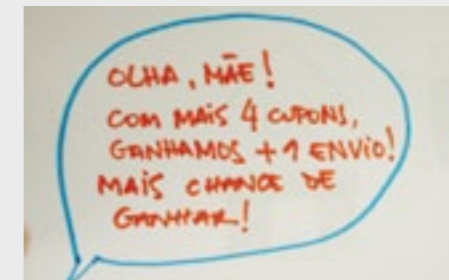 OLHA, MÃE!
COM MAIS 4 CUPONS,
GANHAMOS + 1 ENVIO!
MAIS CHANCE DE
GANHAR!